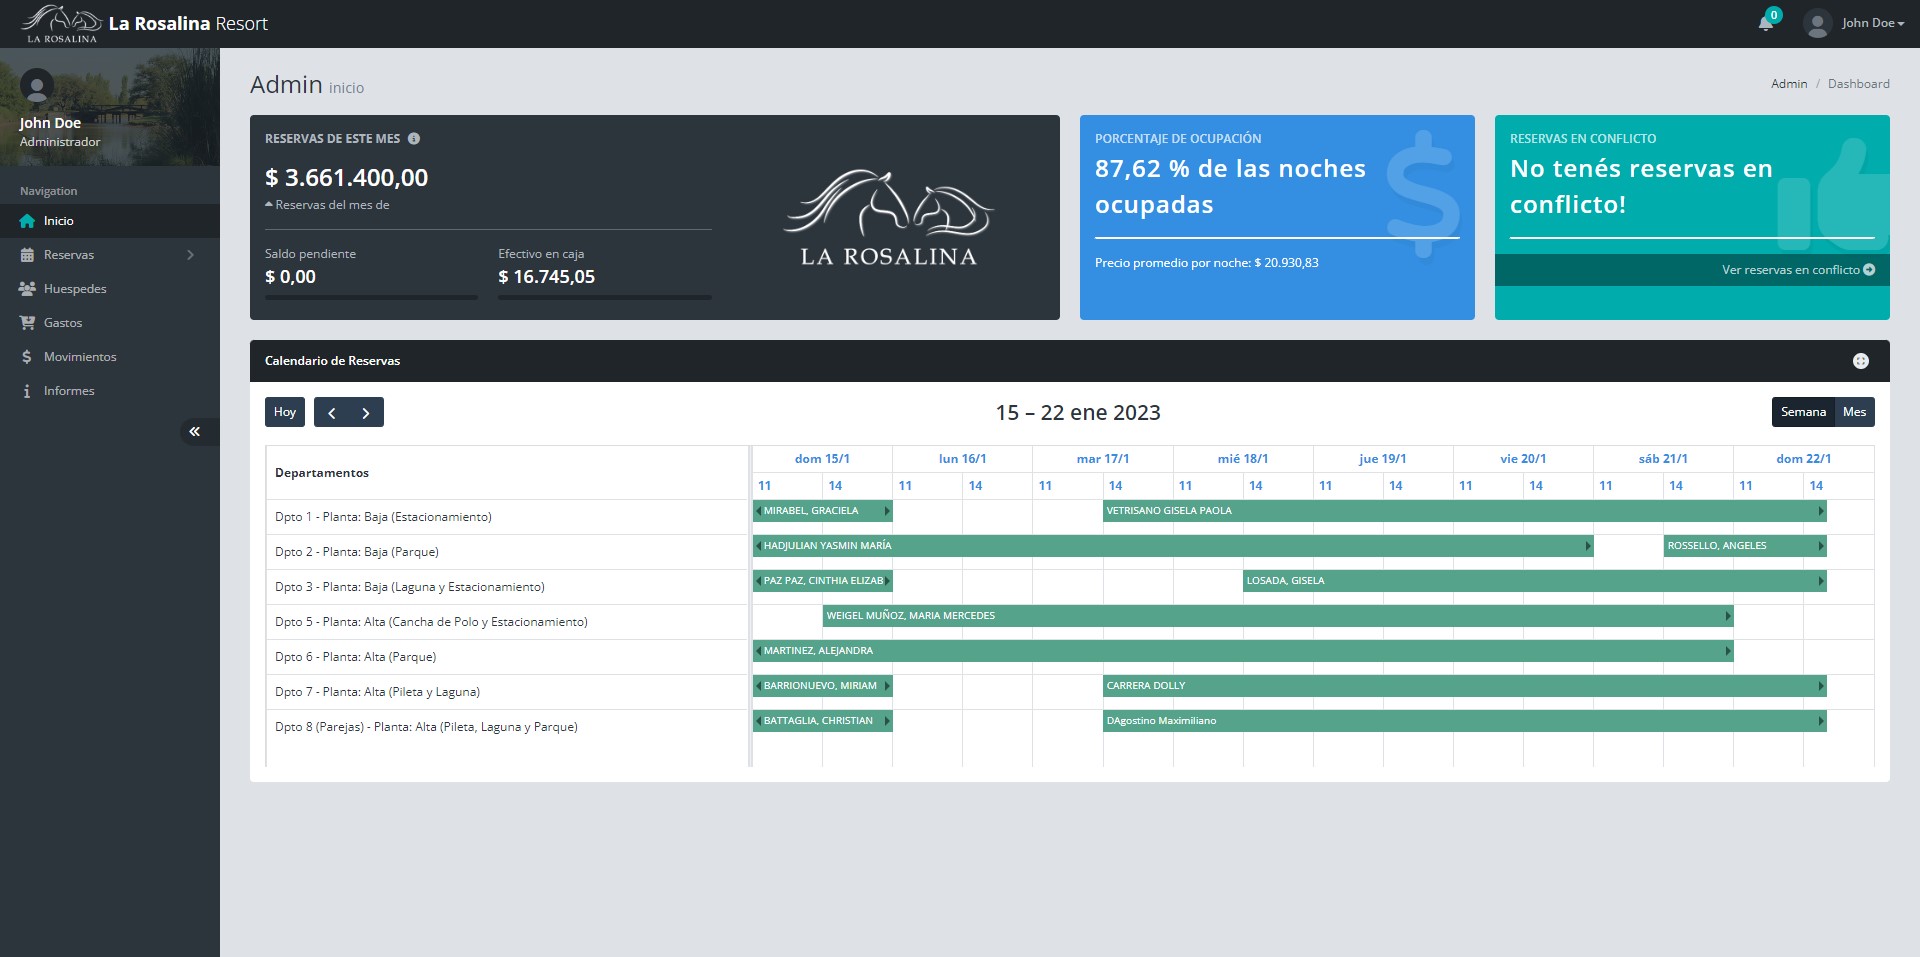 LA ROSALINA
La Rosalina Resort
0
John Doe
John Doe
Administrador
Navigation
Inicio
Reservas
Huespedes
Gastos
Movimientos
Informes
Admin inicio
Admin / Dashboard
RESERVAS DE ESTE MES
$ 3.661.400,00
Reservas del mes de
Saldo pendiente
$ 0,00
Efectivo en caja
$ 16.745,05
LA ROSALINA
PORCENTAJE DE OCUPACIÓN
87,62 % de las noches
ocupadas
Precio promedio por noche: $ 20.930,83
RESERVAS EN CONFLICTO
No tenés reservas en
conflicto!
Ver reservas en conflicto
Calendario de Reservas
Hoy
15 – 22 ene 2023
Semana Mes
Departamentos
dom 15/1 lun 16/1 mar 17/1 mié 18/1 jue 19/1 vie 20/1 sáb 21/1 dom 22/1
11 14 11 14 11 14 11 14 11 14 11 14 11 14 11 14
Dpto 1 - Planta: Baja (Estacionamiento) MIRABEL, GRACIELA VETRISANO GISELA PAOLA
Dpto 2 - Planta: Baja (Parque) HADJULIAN YASMIN MARÍA ROSSELLO, ANGELES
Dpto 3 - Planta: Baja (Laguna y Estacionamiento) PAZ PAZ, CINTHIA ELIZAB LOSADA, GISELA
Dpto 5 - Planta: Alta (Cancha de Polo y Estacionamiento) WEIGEL MUÑOZ, MARIA MERCEDES
Dpto 6 - Planta: Alta (Parque) MARTINEZ, ALEJANDRA
Dpto 7 - Planta: Alta (Pileta y Laguna) BARRIONUEVO, MIRIAM CARRERA DOLLY
Dpto 8 (Parejas) - Planta: Alta (Pileta, Laguna y Parque) BATTAGLIA, CHRISTIAN DAgostino Maximiliano